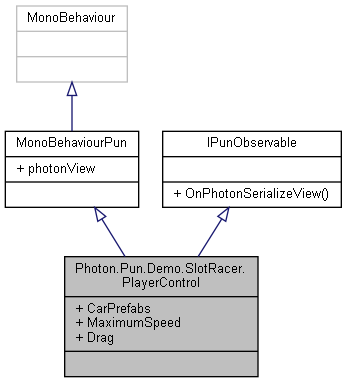 MonoBehaviour
MonoBehaviourPun
+ photonView
IPunObservable
+ OnPhotonSerializeView()
Photon.Pun.Demo.SlotRacer.
PlayerControl
+ CarPrefabs
+ MaximumSpeed
+ Drag